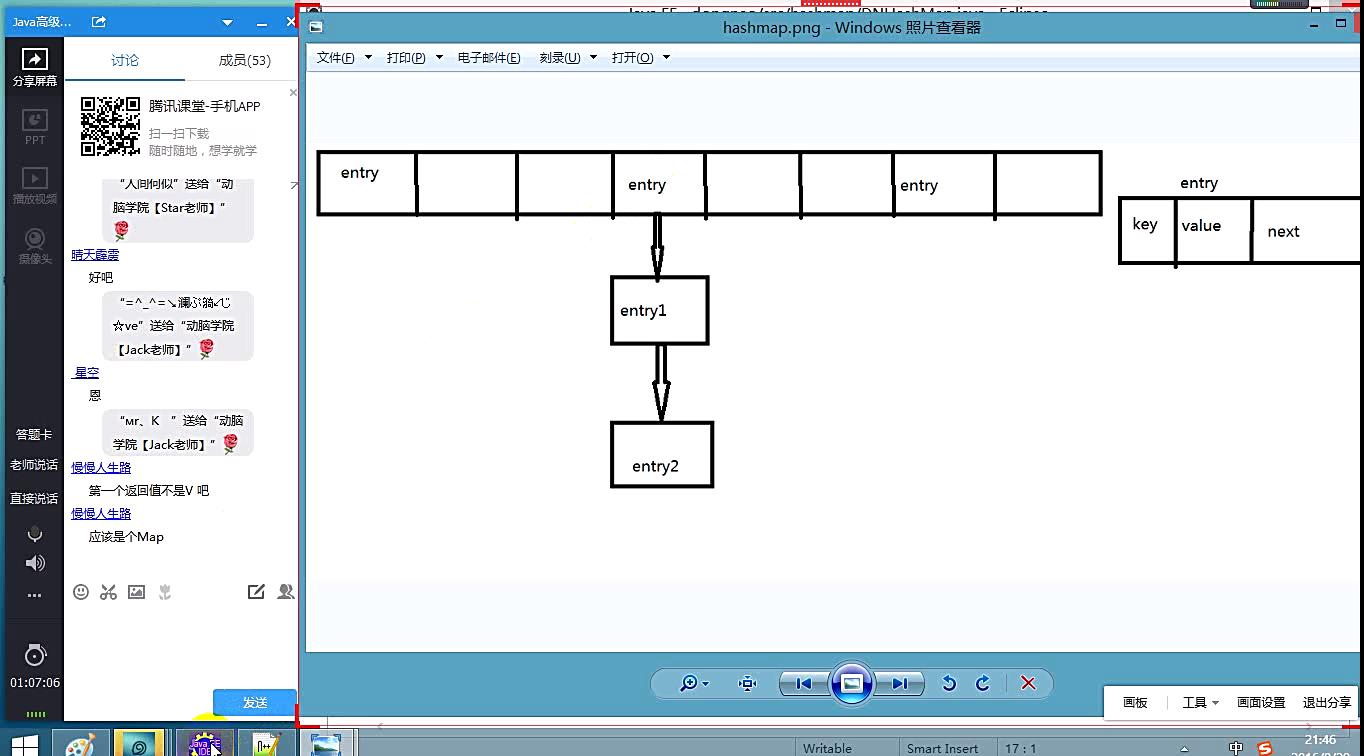 Java高级...
分享屏幕
PPT
播放视频
摄像头
答题卡
老师说话
直接说话
01:07:06
讨论
成员(53)
腾讯课堂-手机APP
扫一扫下载
随时随地，想学就学
“人间何似”送给“动
脑学院【Star老师】”
晴天霹雳
好吧
☆ve”送给“动脑学院
【Jack老师】”
星空
恩
“мr、K ”送给“动脑
学院【Jack老师】”
慢慢人生路
第一个返回值不是V 吧
慢慢人生路
应该是个Map
发送
hashmap.png - Windows 照片查看器
文件(F)
打印(P)
电子邮件(E)
刻录(U)
打开(O)
entry
entry
entry
entry
key
value
next
entry1
entry2
画板
工具
画面设置
退出分享
Writable
Smart Insert
17 : 1
中
21:46